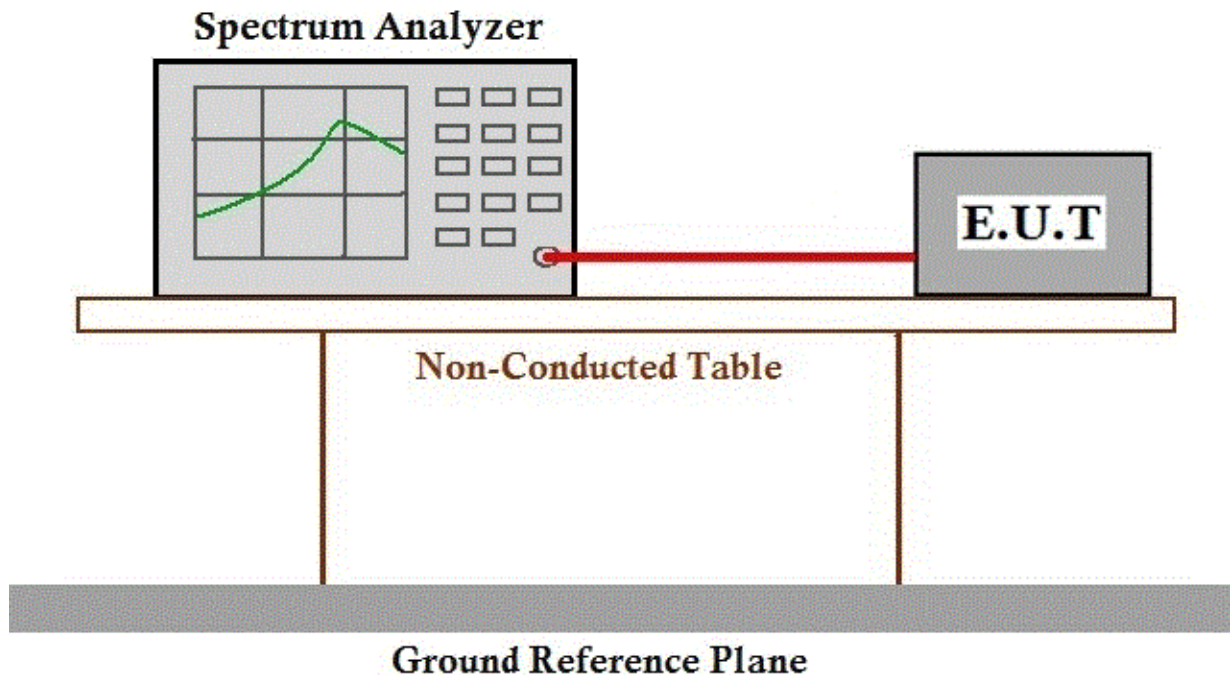 Spectrum Analyzer
E.U.T
Non-Conducted Table
Ground Reference Plane